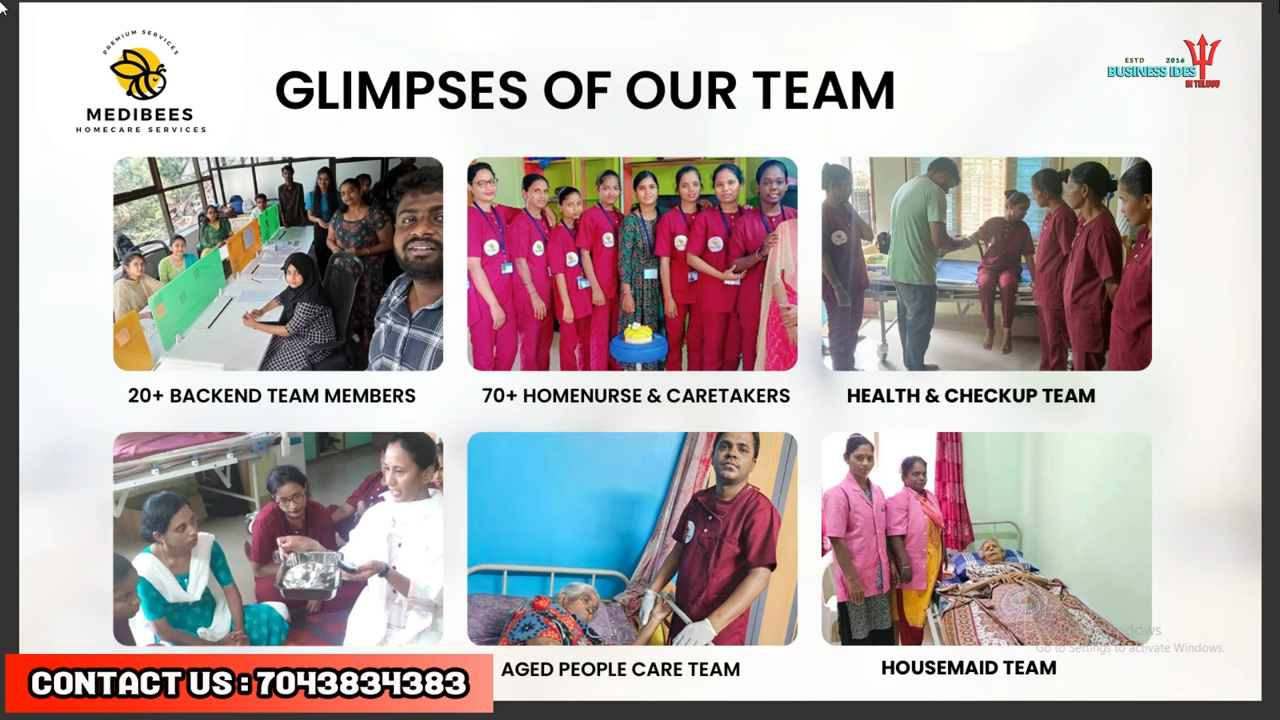 PREMIUM SERVICES
MEDIBEES
HOMECARE SERVICES
GLIMPSES OF OUR TEAM
ESTD 2016
BUSINESS IDES
IN TELUGU
20+ BACKEND TEAM MEMBERS
70+ HOMENURSE & CARETAKERS
HEALTH & CHECKUP TEAM
AGED PEOPLE CARE TEAM
HOUSEMAID TEAM
Go to Settings to activate Windows.
CONTACT US : 7043834383